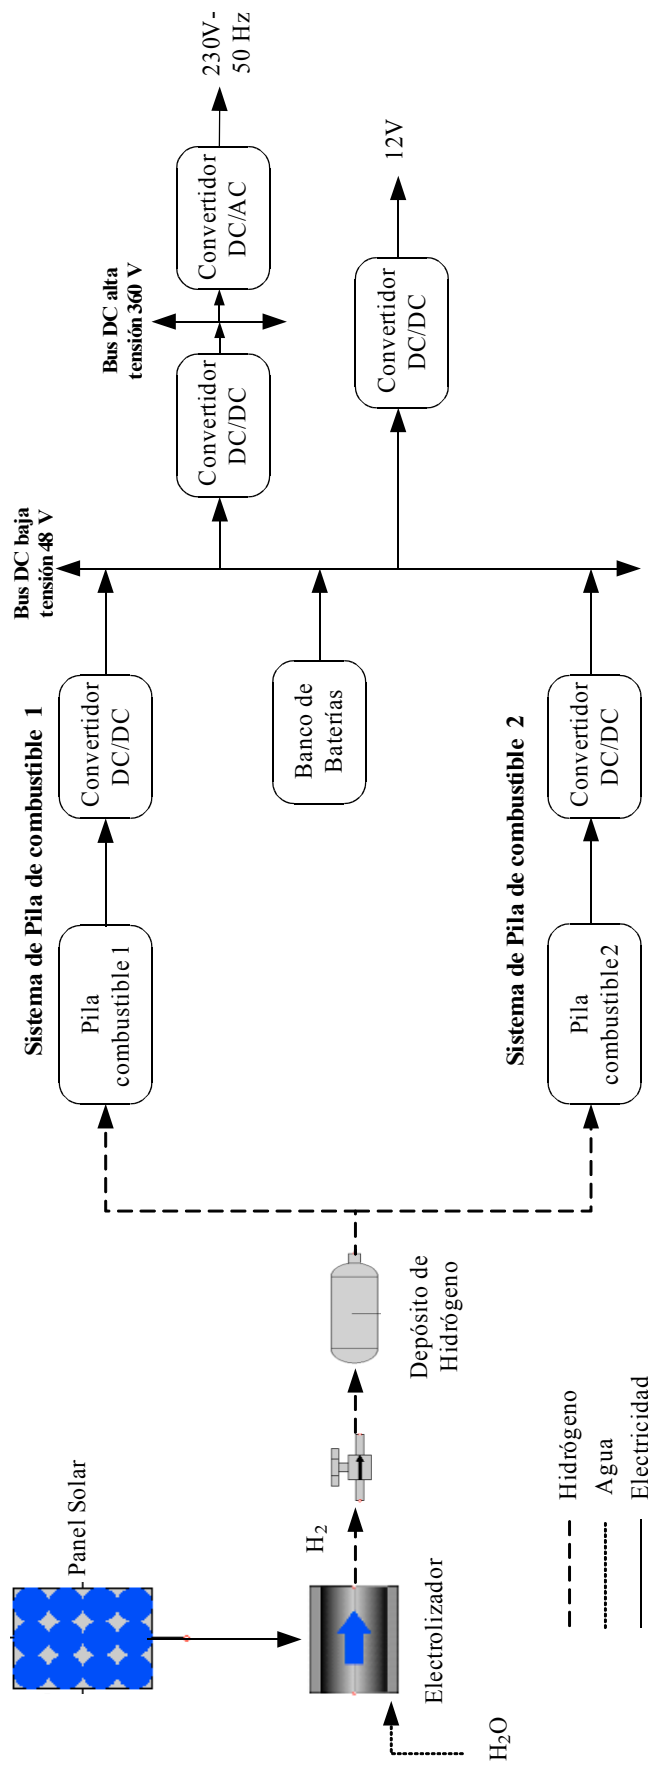 Panel Solar
H₂O
Electrolizador
H₂
Depósito de
Hidrógeno
Hidrógeno
Agua
Electricidad
Sistema de Pila de combustible 1
Pila
combustible 1
Convertidor
DC/DC
Banco de
Baterías
Sistema de Pila de combustible 2
Pila
combustible2
Convertidor
DC/DC
Bus DC baja
tensión 48 V
Convertidor
DC/DC
Bus DC alta
tensión 360 V
Convertidor
DC/AC
230V-
50 Hz
Convertidor
DC/DC
12V